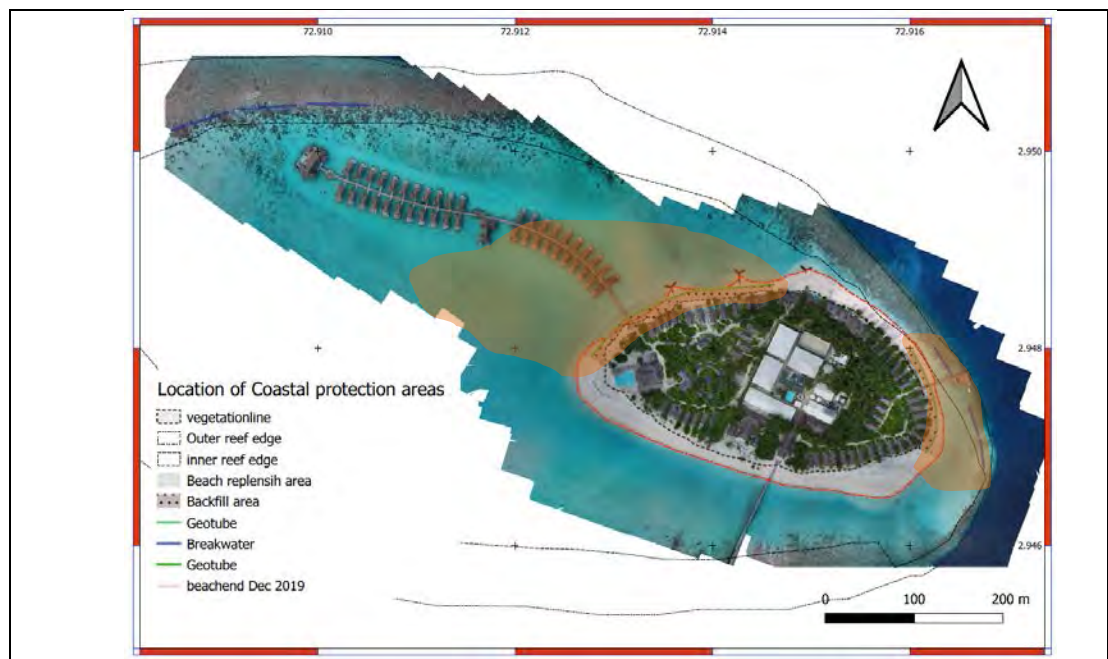 72.910 72.912 72.914 72.916
2.950
2.948
Location of Coastal protection areas
vegetationline
Outer reef edge
inner reef edge
Beach replensih area
Backfill area
Geotube
Breakwater
Geotube
beachend Dec 2019
2.946
0 100 200 m